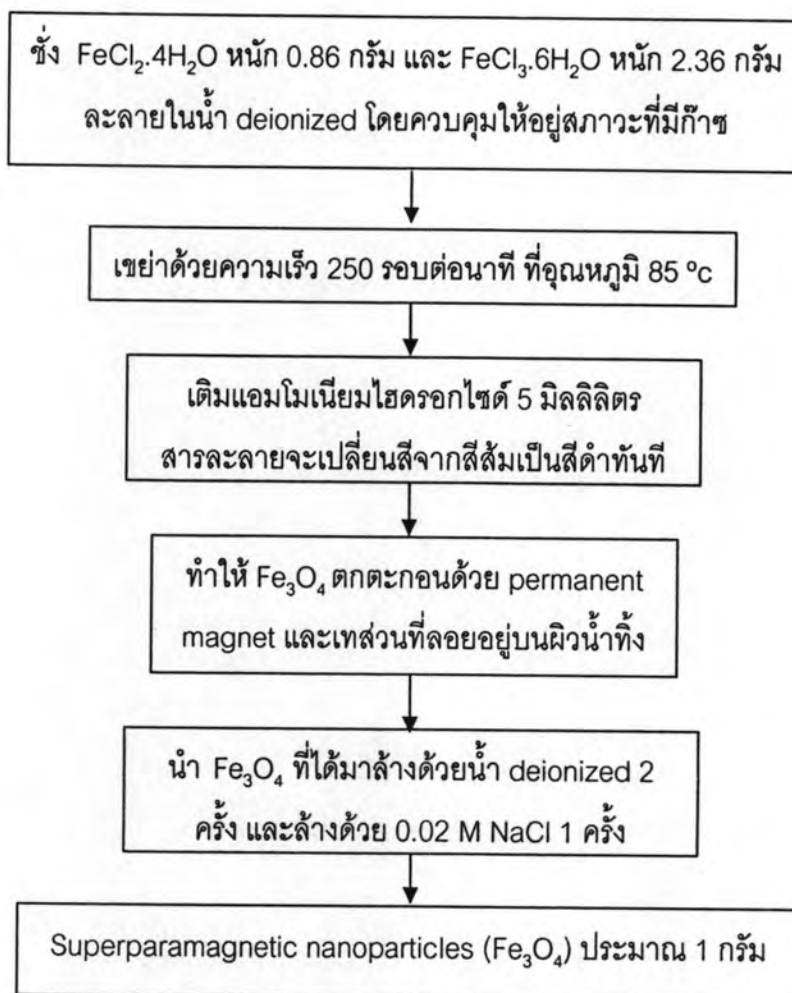 ชั่ง FeCl₂.4H₂O หนัก 0.86 กรัม และ FeCl₃.6H₂O หนัก 2.36 กรัม
ละลายในน้ำ deionized โดยควบคุมให้อยู่สภาวะที่มีก๊าซ
เขย่าด้วยความเร็ว 250 รอบต่อนาที ที่อุณหภูมิ 85 ºc
เติมแอมโมเนียมไฮดรอกไซด์ 5 มิลลิลิตร
สารละลายจะเปลี่ยนสีจากสีส้มเป็นสีดำทันที
ทำให้ Fe₃O₄ ตกตะกอนด้วย permanent
magnet และเทส่วนที่ลอยอยู่บนผิวน้ำทิ้ง
นำ Fe₃O₄ ที่ได้มาล้างด้วยน้ำ deionized 2
ครั้ง และล้างด้วย 0.02 M NaCl 1 ครั้ง
Superparamagnetic nanoparticles (Fe₃O₄) ประมาณ 1 กรัม